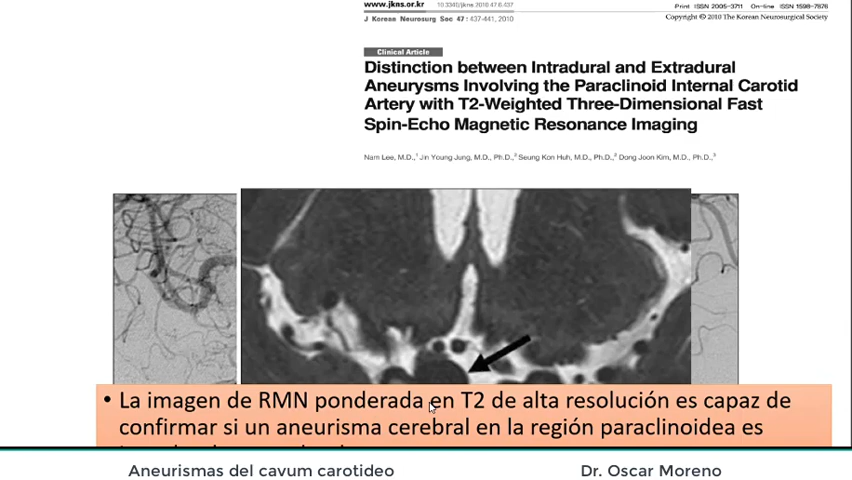 www.jkns.or.kr 10.3340/jkns.2010.47.6.437
Print ISSN 2005-3711 On-line ISSN 1598-7876
J Korean Neurosurg Soc 47 : 437-441, 2010
Copyright © 2010 The Korean Neurosurgical Society
Clinical Article
Distinction between Intradural and Extradural
Aneurysms Involving the Paraclinoid Internal Carotid
Artery with T2-Weighted Three-Dimensional Fast
Spin-Echo Magnetic Resonance Imaging
Nam Lee, M.D.,1 Jin Young Jung, M.D., Ph.D.,2 Seung Kon Huh, M.D., Ph.D.,2 Dong Joon Kim, M.D., Ph.D.,3
• La imagen de RMN ponderada en T2 de alta resolución es capaz de
confirmar si un aneurisma cerebral en la región paraclinoidea es
Aneurismas del cavum carotideo
Dr. Oscar Moreno